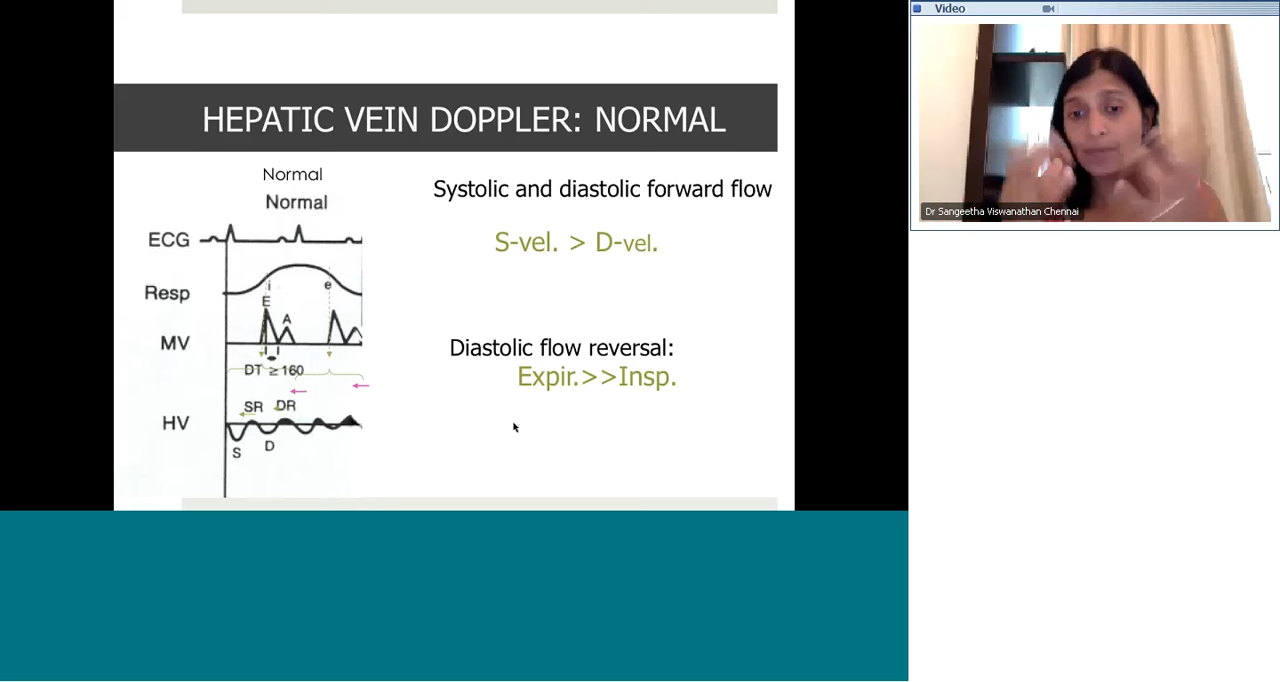 HEPATIC VEIN DOPPLER: NORMAL
Normal
Normal
ECG
Resp
i
e
E
A
MV
DT ≥ 160
SR
DR
HV
S
D
Systolic and diastolic forward flow
S-vel. > D-vel.
Diastolic flow reversal:
Expir.>>Insp.
Video
Dr Sangeetha Viswanathan Chennai